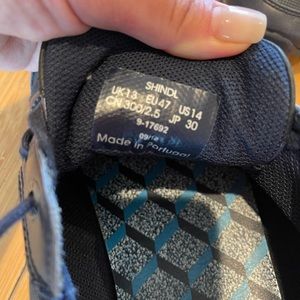 SHINDL
UK13 EU47 US14
CN 300/2.5 JP 30
9-17692
Made in Portugal